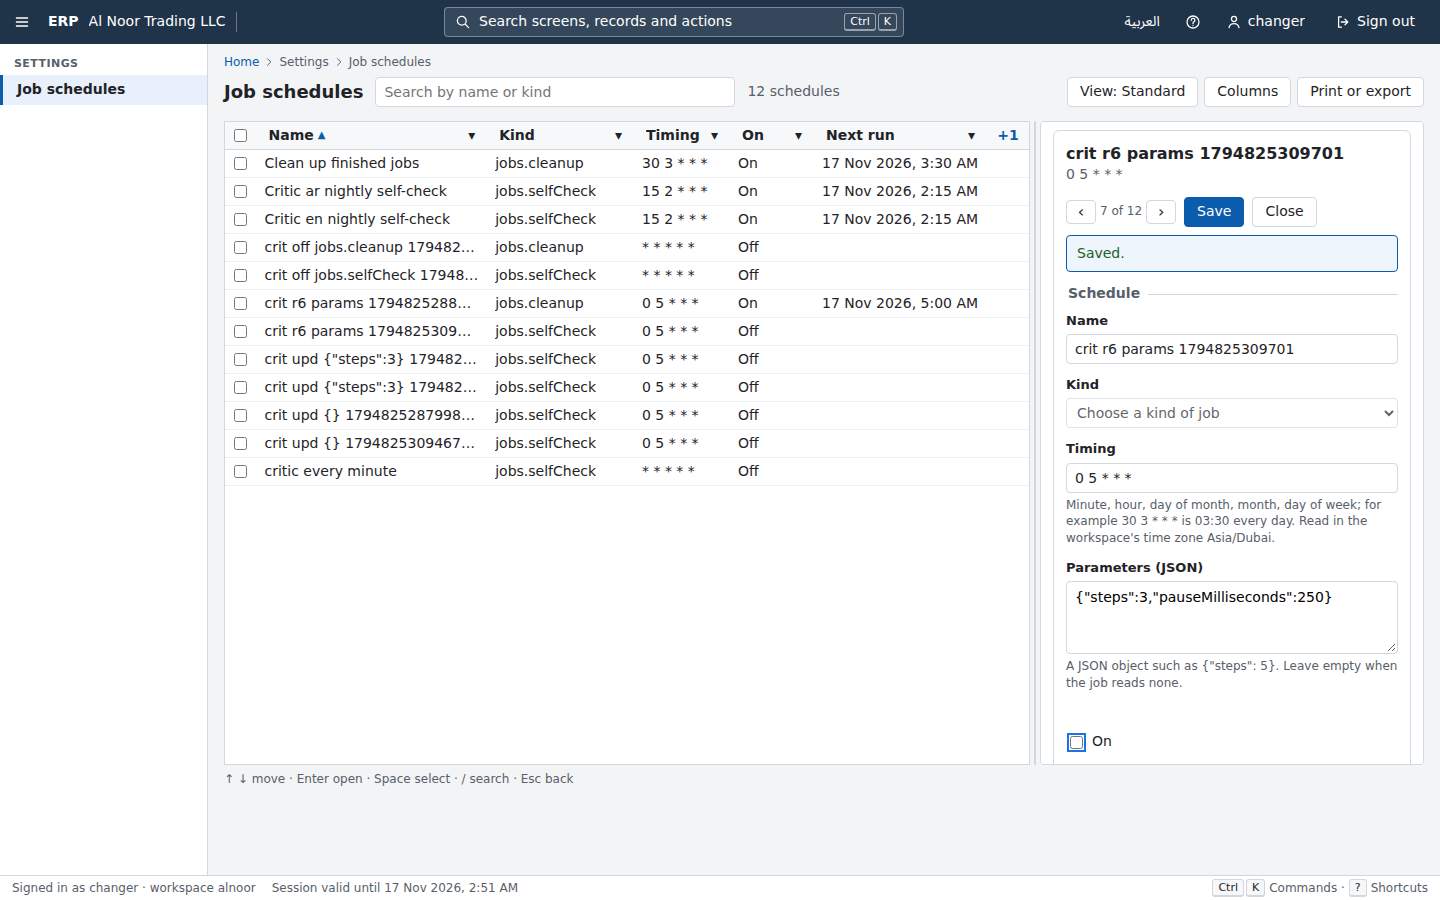 ERP Al Noor Trading LLC
Search screens, records and actions Ctrl K
العربية
changer
Sign out
SETTINGS
Job schedules
Home > Settings > Job schedules
Job schedules
Search by name or kind
12 schedules
View: Standard
Columns
Print or export
Name ▲ ▼ Kind ▼ Timing ▼ On ▼ Next run ▼ +1
Clean up finished jobs jobs.cleanup 30 3 * * * On 17 Nov 2026, 3:30 AM
Critic ar nightly self-check jobs.selfCheck 15 2 * * * On 17 Nov 2026, 2:15 AM
Critic en nightly self-check jobs.selfCheck 15 2 * * * On 17 Nov 2026, 2:15 AM
crit off jobs.cleanup 179482… jobs.cleanup * * * * * Off
crit off jobs.selfCheck 17948… jobs.selfCheck * * * * * Off
crit r6 params 1794825288… jobs.cleanup 0 5 * * * On 17 Nov 2026, 5:00 AM
crit r6 params 1794825309… jobs.selfCheck 0 5 * * * Off
crit upd {"steps":3} 179482… jobs.selfCheck 0 5 * * * Off
crit upd {"steps":3} 179482… jobs.selfCheck 0 5 * * * Off
crit upd {} 1794825287998… jobs.selfCheck 0 5 * * * Off
crit upd {} 1794825309467… jobs.selfCheck 0 5 * * * Off
critic every minute jobs.selfCheck * * * * * Off
↑ ↓ move · Enter open · Space select · / search · Esc back
crit r6 params 1794825309701
0 5 * * *
‹ 7 of 12 › Save Close
Saved.
Schedule
Name
crit r6 params 1794825309701
Kind
Choose a kind of job
Timing
0 5 * * *
Minute, hour, day of month, month, day of week; for
example 30 3 * * * is 03:30 every day. Read in the
workspace's time zone Asia/Dubai.
Parameters (JSON)
{"steps":3,"pauseMilliseconds":250}
A JSON object such as {"steps": 5}. Leave empty when
the job reads none.
On
Signed in as changer · workspace alnoor Session valid until 17 Nov 2026, 2:51 AM
Ctrl K Commands · ? Shortcuts